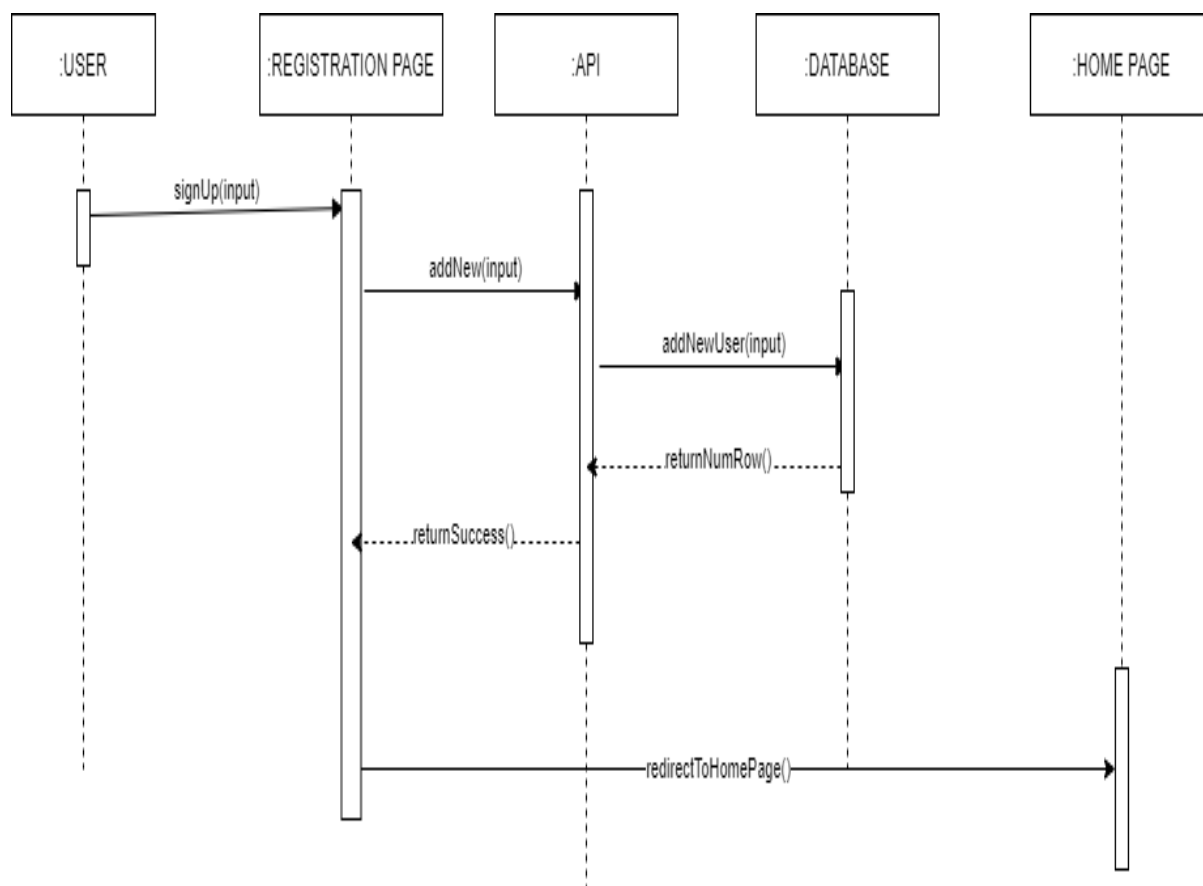 :USER
:REGISTRATION PAGE
:API
:DATABASE
:HOME PAGE
signUp(input)
addNew(input)
addNewUser(input)
returnNumRow()
returnSuccess()
redirectToHomePage()